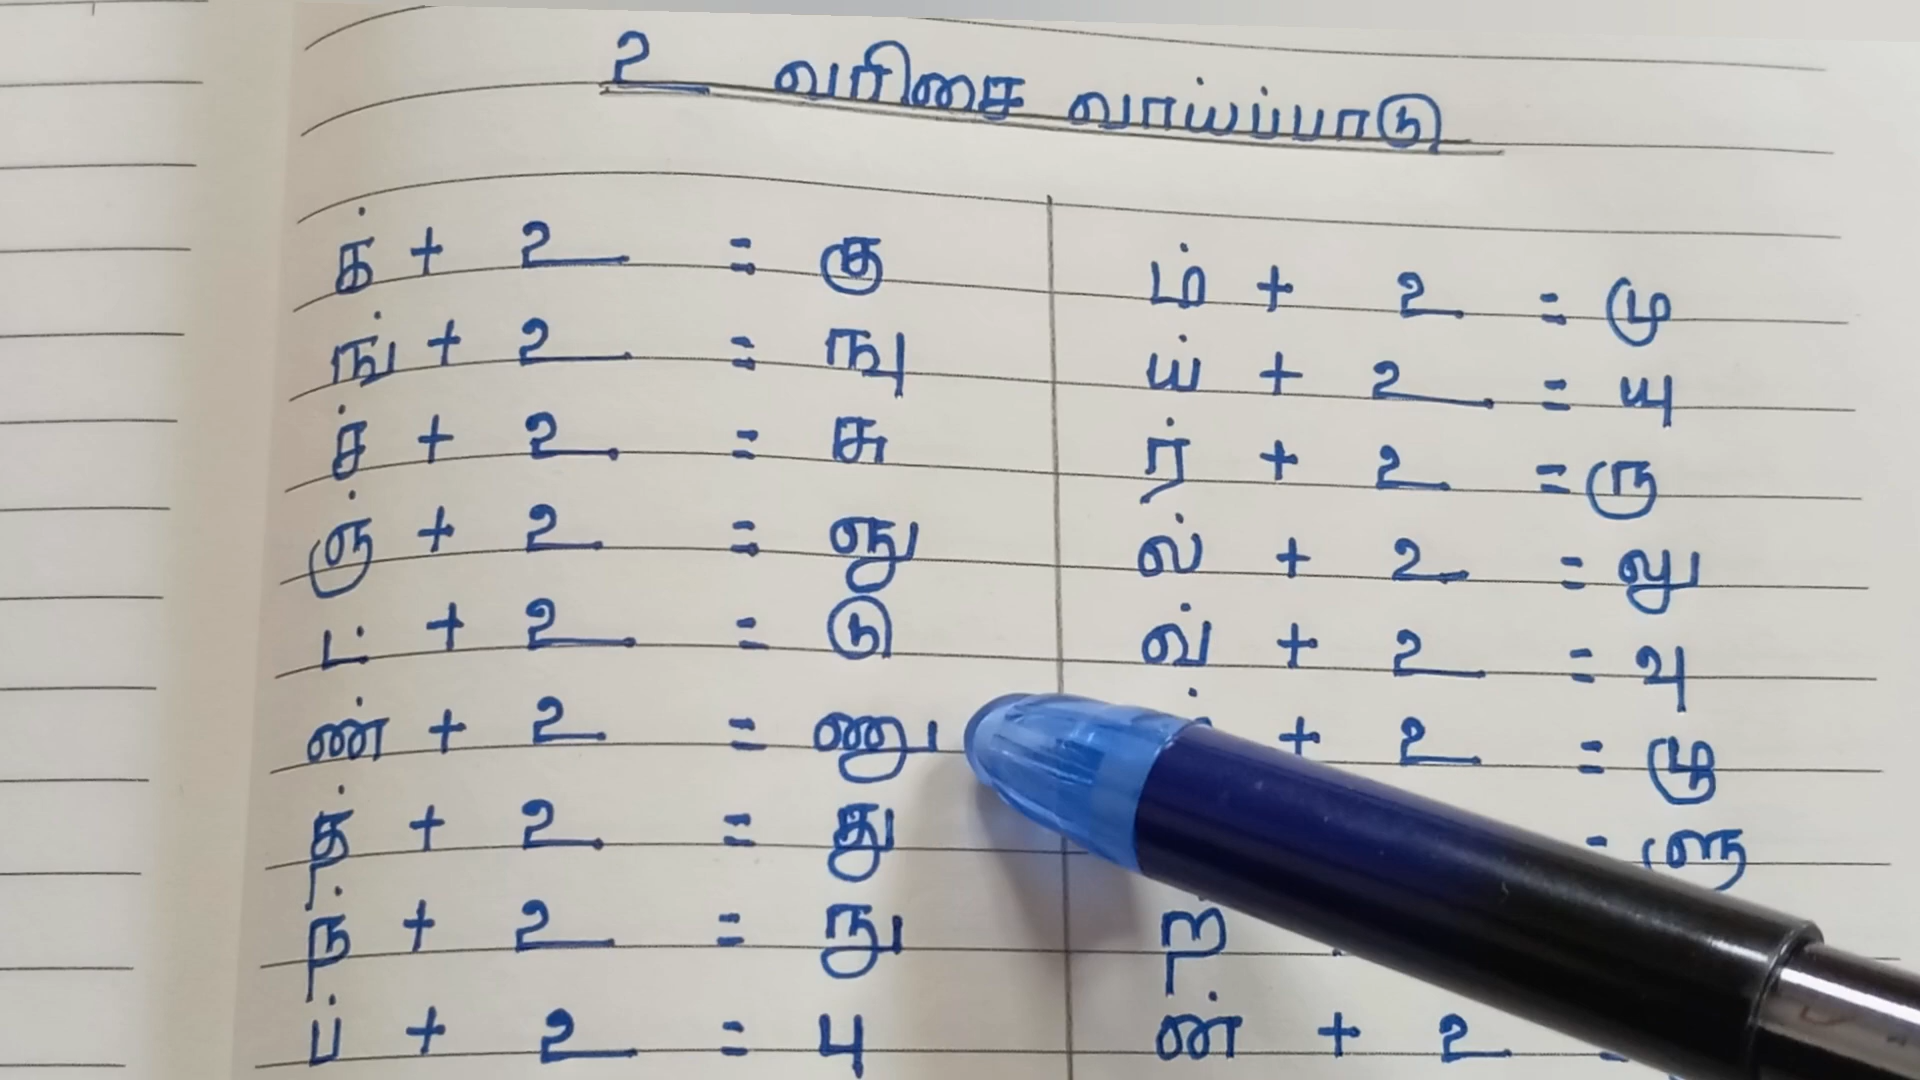 உ வரிசை வாய்ப்பாடு
க் + உ = கு
ங் + உ = ஙு
ச் + உ = சு
ஞ் + உ = ஞு
ட் + உ = டு
ண் + உ = ணு
த் + உ = து
ந் + உ = நு
ப் + உ = பு
ம் + உ = மு
ய் + உ = யு
ர் + உ = ரு
ல் + உ = லு
வ் + உ = வு
+ உ = ழு
= ளு
ற்
ன் + உ =